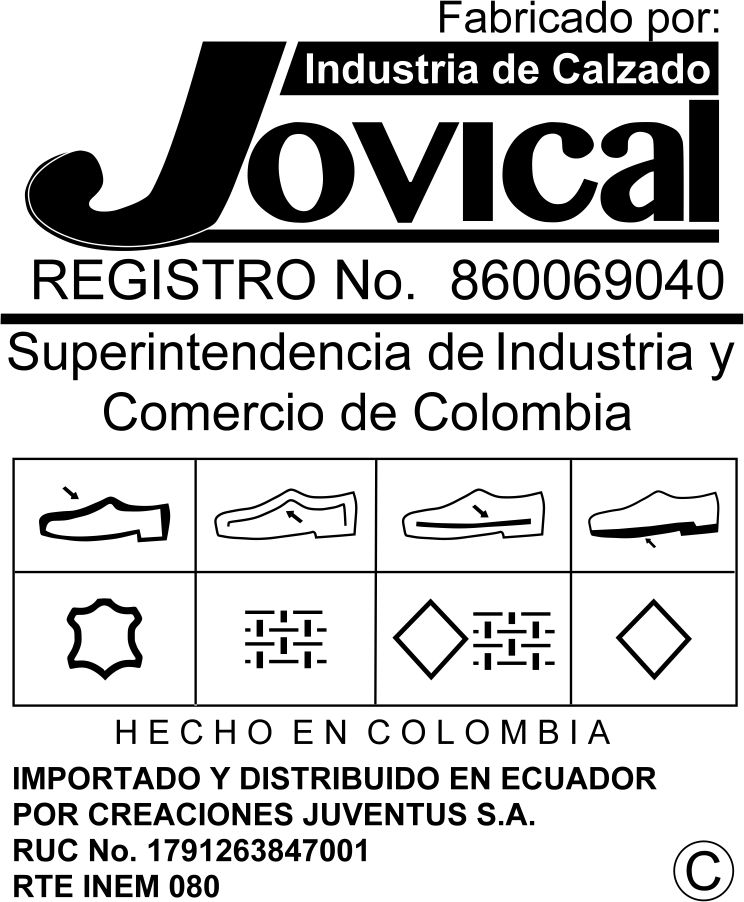 Fabricado por:
Industria de Calzado
Jovical
REGISTRO No. 860069040
Superintendencia de Industria y
Comercio de Colombia
HECHO EN COLOMBIA
IMPORTADO Y DISTRIBUIDO EN ECUADOR
POR CREACIONES JUVENTUS S.A.
RUC No. 1791263847001
RTE INEM 080
C